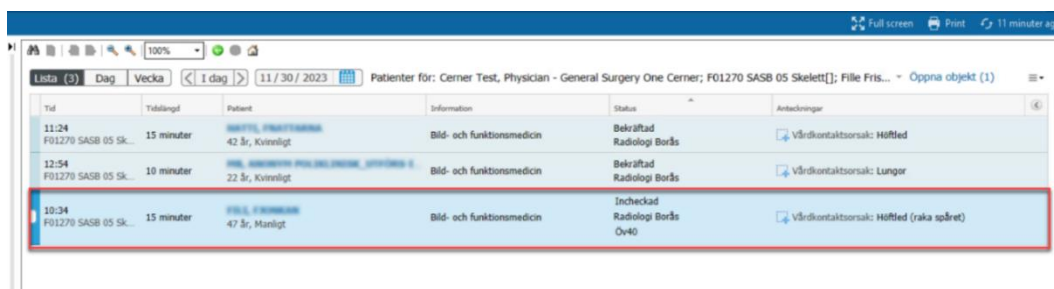 Full screen Print 11 minuter ag
100%
Lista (3) Dag Vecka I dag 11/30/2023 Patienter för: Cerner Test, Physician - General Surgery One Cerner; F01270 SASB 05 Skelett[]; Fille Fris... Öppna objekt (1)
Tid Tidslängd Patient Information Status Anteckningar
11:24 15 minuter Bild- och funktionsmedicin Bekräftad Vårdkontaktsorsak: Höftled
F01270 SASB 05 Sk... 42 år, Kvinnligt Radiologi Borås
12:54 10 minuter Bild- och funktionsmedicin Bekräftad Vårdkontaktsorsak: Lungor
F01270 SASB 05 Sk... 22 år, Kvinnligt Radiologi Borås
Incheckad
10:34 15 minuter Bild- och funktionsmedicin Radiologi Borås Vårdkontaktsorsak: Höftled (raka spåret)
F01270 SASB 05 Sk... 47 år, Manligt
Öv40